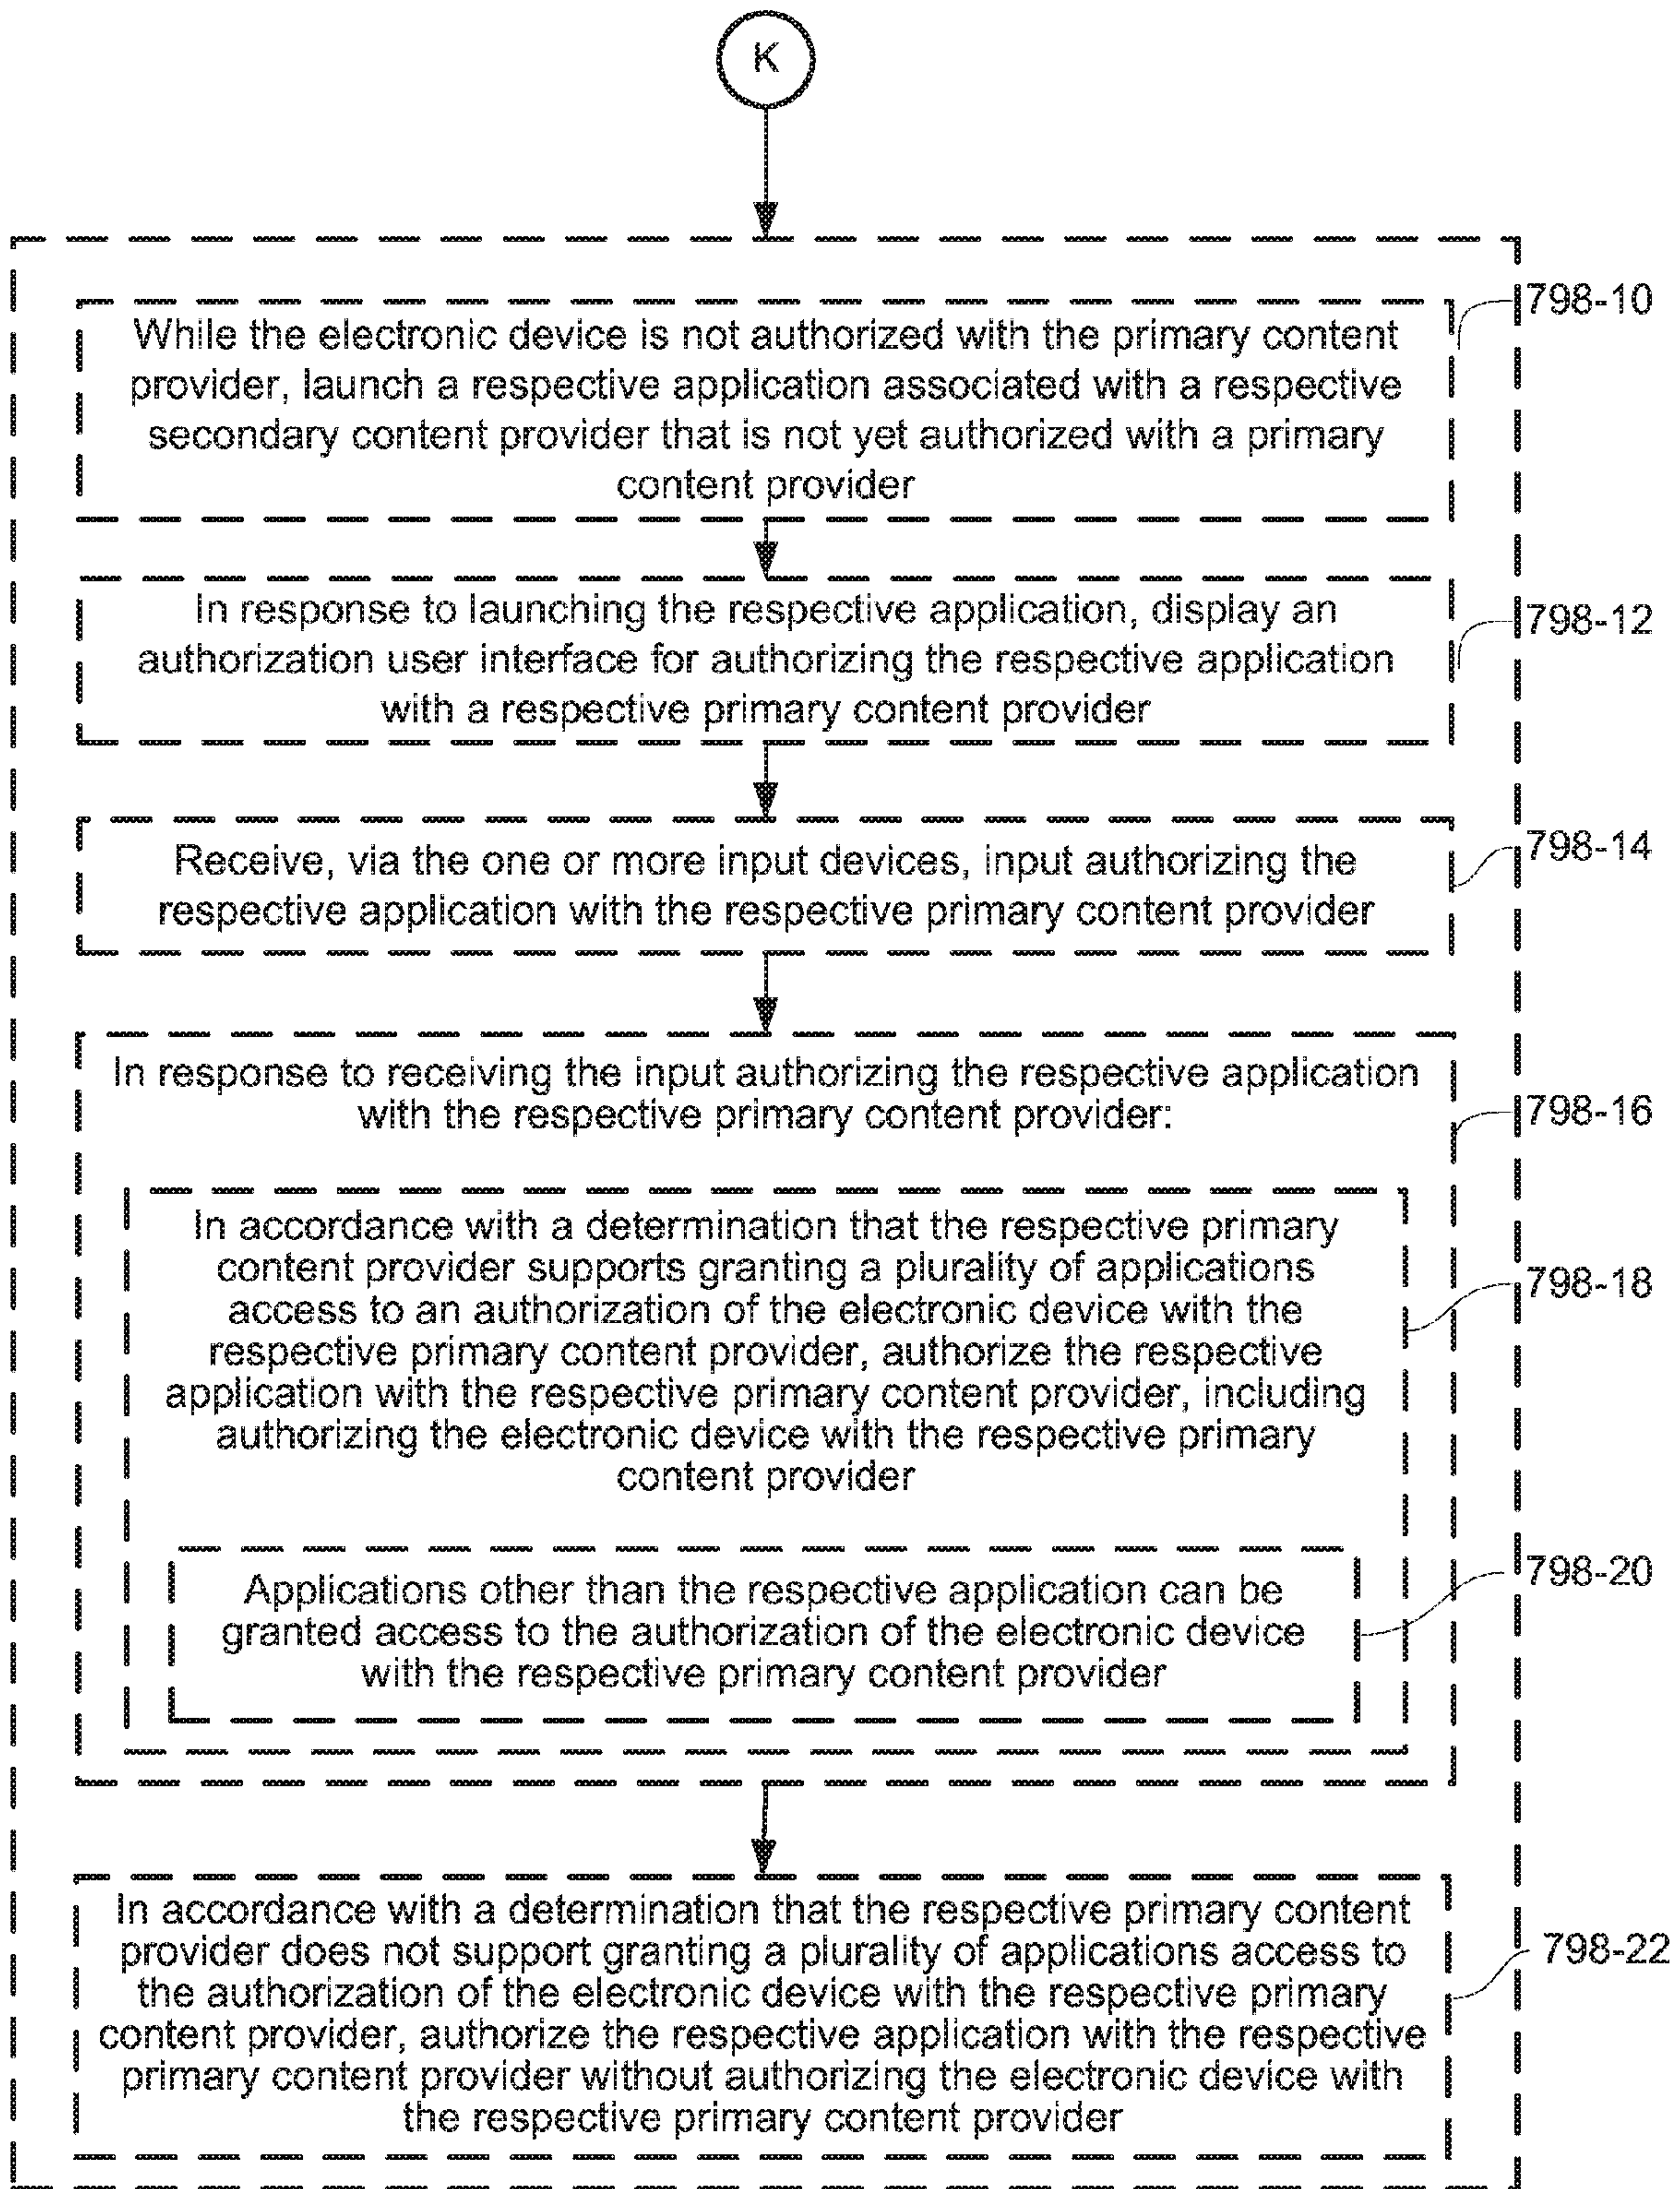 K
798-10
While the electronic device is not authorized with the primary content
provider, launch a respective application associated with a respective
secondary content provider that is not yet authorized with a primary
content provider
798-12
In response to launching the respective application, display an
authorization user interface for authorizing the respective application
with a respective primary content provider
798-14
Receive, via the one or more input devices, input authorizing the
respective application with the respective primary content provider
In response to receiving the input authorizing the respective application
with the respective primary content provider:
798-16
In accordance with a determination that the respective primary
content provider supports granting a plurality of applications
access to an authorization of the electronic device with the
respective primary content provider, authorize the respective
application with the respective primary content provider, including
authorizing the electronic device with the respective primary
content provider
798-18
Applications other than the respective application can be
granted access to the authorization of the electronic device
with the respective primary content provider
798-20
In accordance with a determination that the respective primary content
provider does not support granting a plurality of applications access to
the authorization of the electronic device with the respective primary
content provider, authorize the respective application with the respective
primary content provider without authorizing the electronic device with
the respective primary content provider
798-22